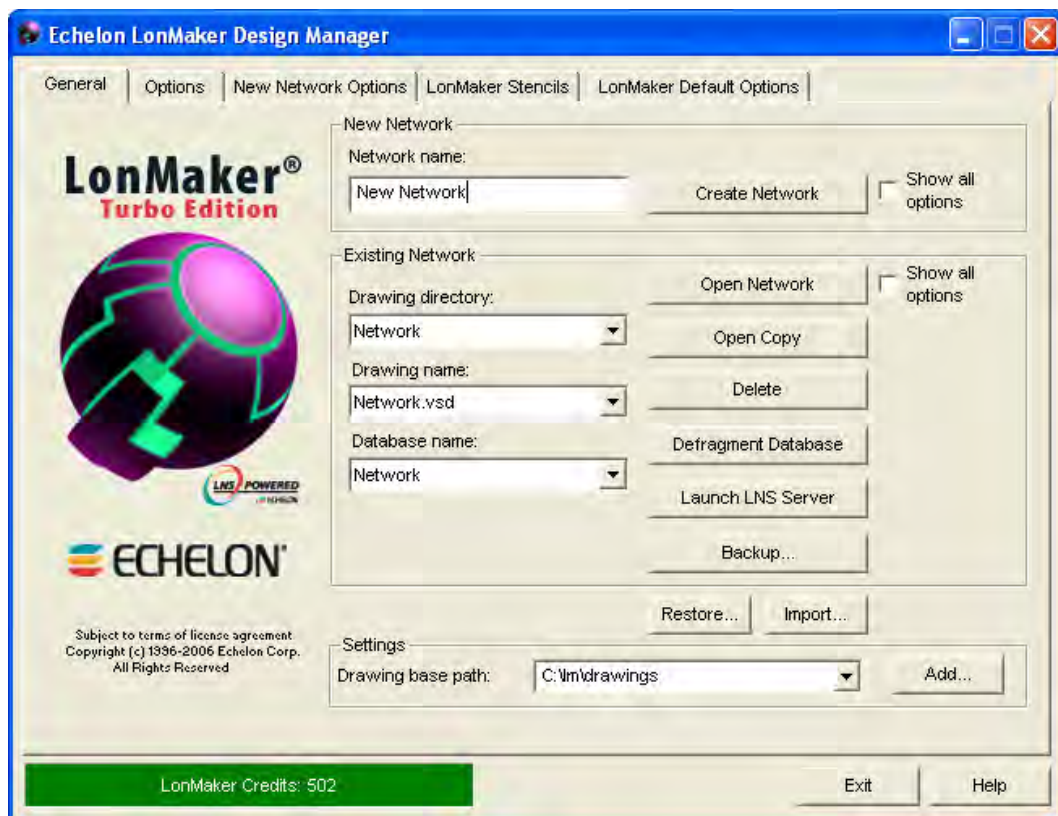 Echelon LonMaker Design Manager
General
Options
New Network Options
LonMaker Stencils
LonMaker Default Options
LonMaker®
Turbo Edition
LNS POWERED
BY ECHELON
ECHELON
Subject to terms of license agreement
Copyright (c) 1996-2006 Echelon Corp.
All Rights Reserved
New Network
Network name:
New Network
Create Network
Show all
options
Existing Network
Drawing directory:
Network
Drawing name:
Network.vsd
Database name:
Network
Open Network
Show all
options
Open Copy
Delete
Defragment Database
Launch LNS Server
Backup...
Restore...
Import...
Settings
Drawing base path:
C:\lm\drawings
Add...
LonMaker Credits: 502
Exit
Help